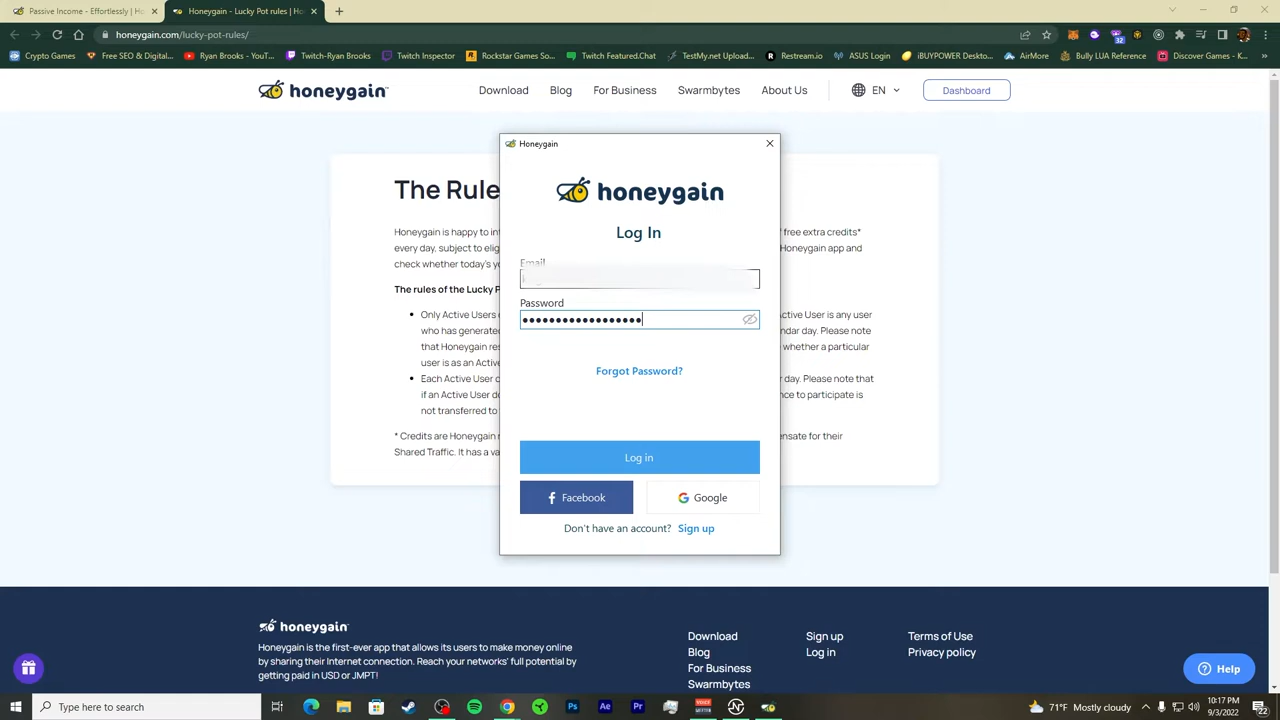 Passive Income - Effortlessly | Ho
Honeygain - Lucky Pot rules | Hon
honeygain.com/lucky-pot-rules/
Crypto Games
Free SEO & Digital...
Ryan Brooks - YouT...
Twitch-Ryan Brooks
Twitch Inspector
Rockstar Games Soci...
Twitch Featured.Chat
TestMy.net Upload...
Restream.io
ASUS Login
iBUYPOWER Deskto...
AirMore
Bully LUA Reference
Discover Games - K...
honeygain
Download
Blog
For Business
Swarmbytes
About Us
EN
Dashboard
The Rule
Honeygain is happy to in
f free extra credits*
every day, subject to elig
Honeygain app and
check whether today's yo
The rules of the Lucky P
Only Active Users
Active User is any user
who has generated
ndar day. Please note
that Honeygain res
whether a particular
user is as an Active
Each Active User c
r day. Please note that
if an Active User do
nce to participate is
not transferred to
* Credits are Honeygain r
ensate for their
Shared Traffic. It has a va
Honeygain
honeygain
Log In
Email
Password
••••••••••••••••••
Forgot Password?
Log in
Facebook
Google
Don't have an account? Sign up
honeygain
Honeygain is the first-ever app that allows its users to make money online
by sharing their Internet connection. Reach your networks' full potential by
getting paid in USD or JMPT!
Download
Blog
For Business
Swarmbytes
Sign up
Log in
Terms of Use
Privacy policy
Help
Type here to search
71°F Mostly cloudy
10:17 PM
9/3/2022